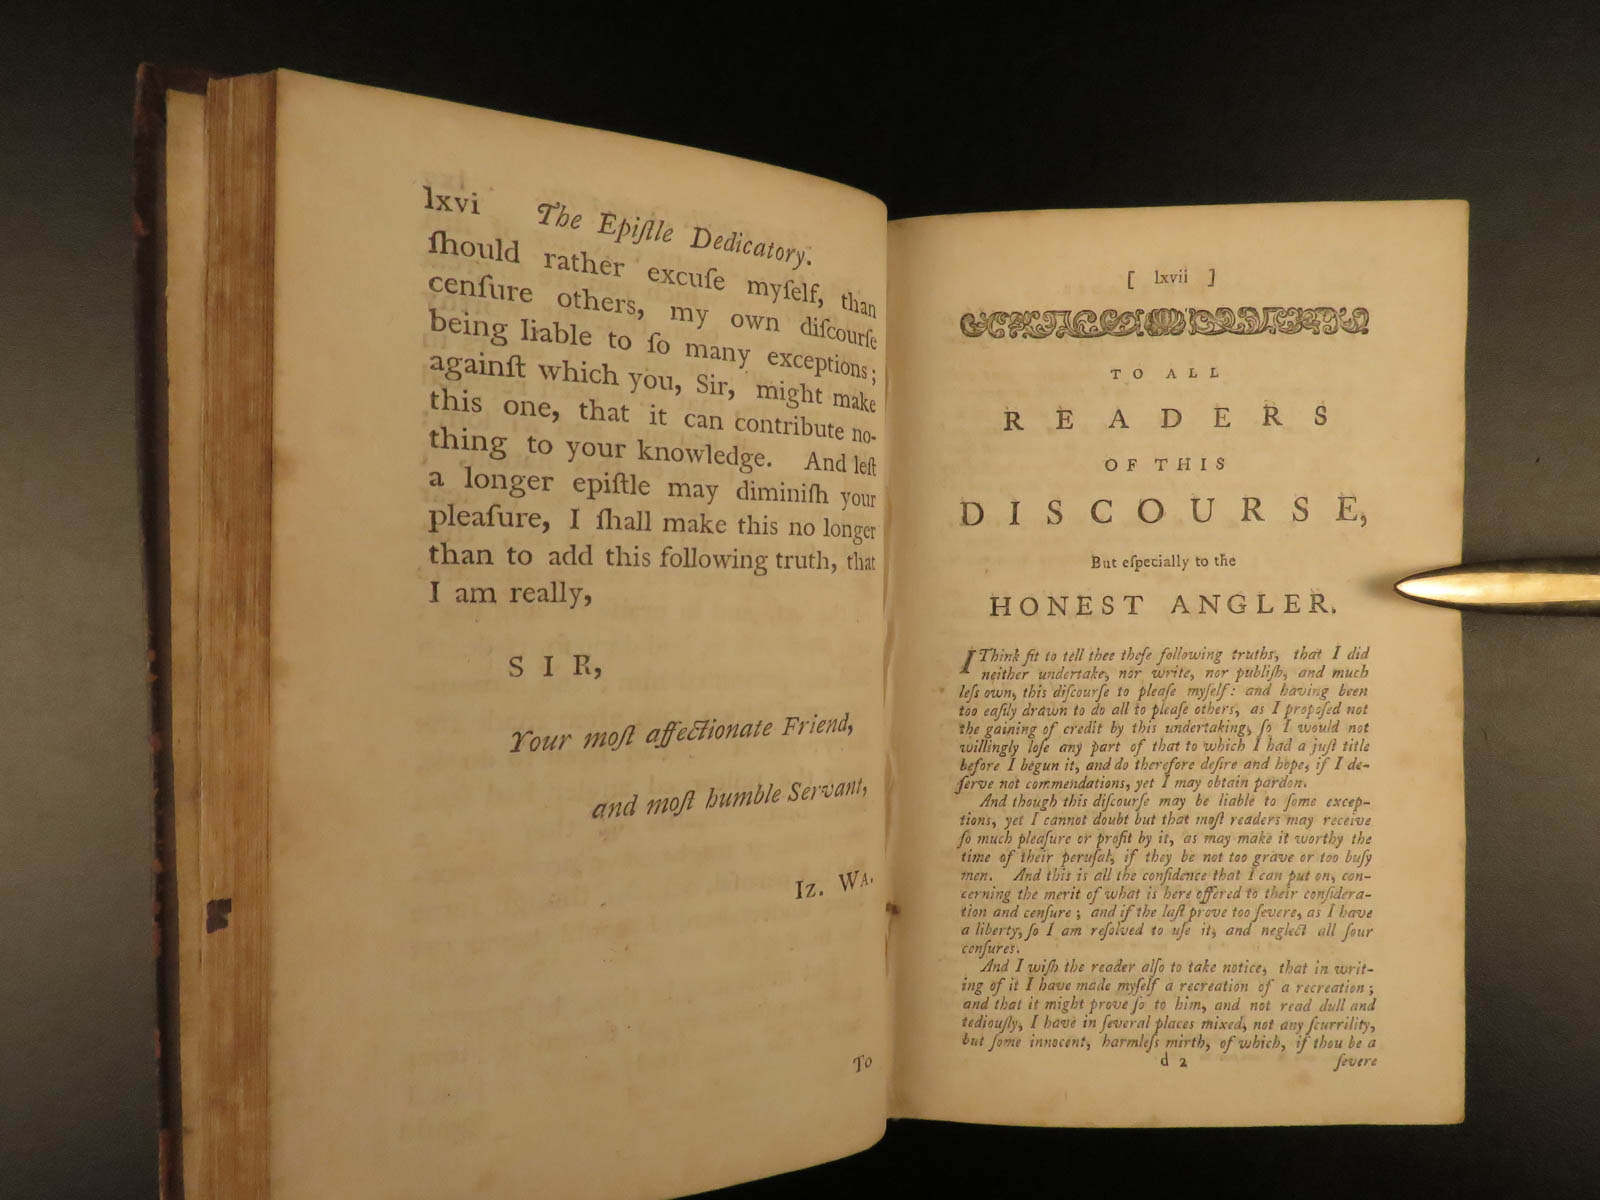 lxvi The Epiſtle Dedicatory.
ſhould rather excuſe myſelf, than
cenſure others, my own diſcourſe
being liable to ſo many exceptions;
againſt which you, Sir, might make
this one, that it can contribute no-
thing to your knowledge. And leſt
a longer epiſtle may diminiſh your
pleaſure, I ſhall make this no longer
than to add this following truth, that
I am really,
SIR,
Your moſt affectionate Friend,
and moſt humble Servant,
Iz. WA.
To
[ lxvii ]
TO ALL
READERS
OF THIS
DISCOURSE,
But eſpecially to the
HONEST ANGLER.
I Think fit to tell thee theſe following truths, that I did
neither undertake, nor write, nor publiſh, and much
leſs own, this diſcourſe to pleaſe myſelf: and having been
too eaſily drawn to do all to pleaſe others, as I propoſed not
the gaining of credit by this undertaking, ſo I would not
willingly loſe any part of that to which I had a juſt title
before I begun it, and do therefore deſire and hope, if I de-
ſerve not commendations, yet I may obtain pardon.
And though this diſcourſe may be liable to ſome excep-
tions, yet I cannot doubt but that moſt readers may receive
ſo much pleaſure or profit by it, as may make it worthy the
time of their peruſal, if they be not too grave or too buſy
men. And this is all the confidence that I can put on, con-
cerning the merit of what is here offered to their conſidera-
tion and cenſure; and if the laſt prove too ſevere, as I have
a liberty, ſo I am reſolved to uſe it, and neglect all ſour
cenſures.
And I wiſh the reader alſo to take notice, that in writ-
ing of it I have made myſelf a recreation of a recreation;
and that it might prove ſo to him, and not read dull and
tediouſly, I have in ſeveral places mixed, not any ſcurrility,
but ſome innocent, harmleſs mirth, of which, if thou be a
d 2 ſevere